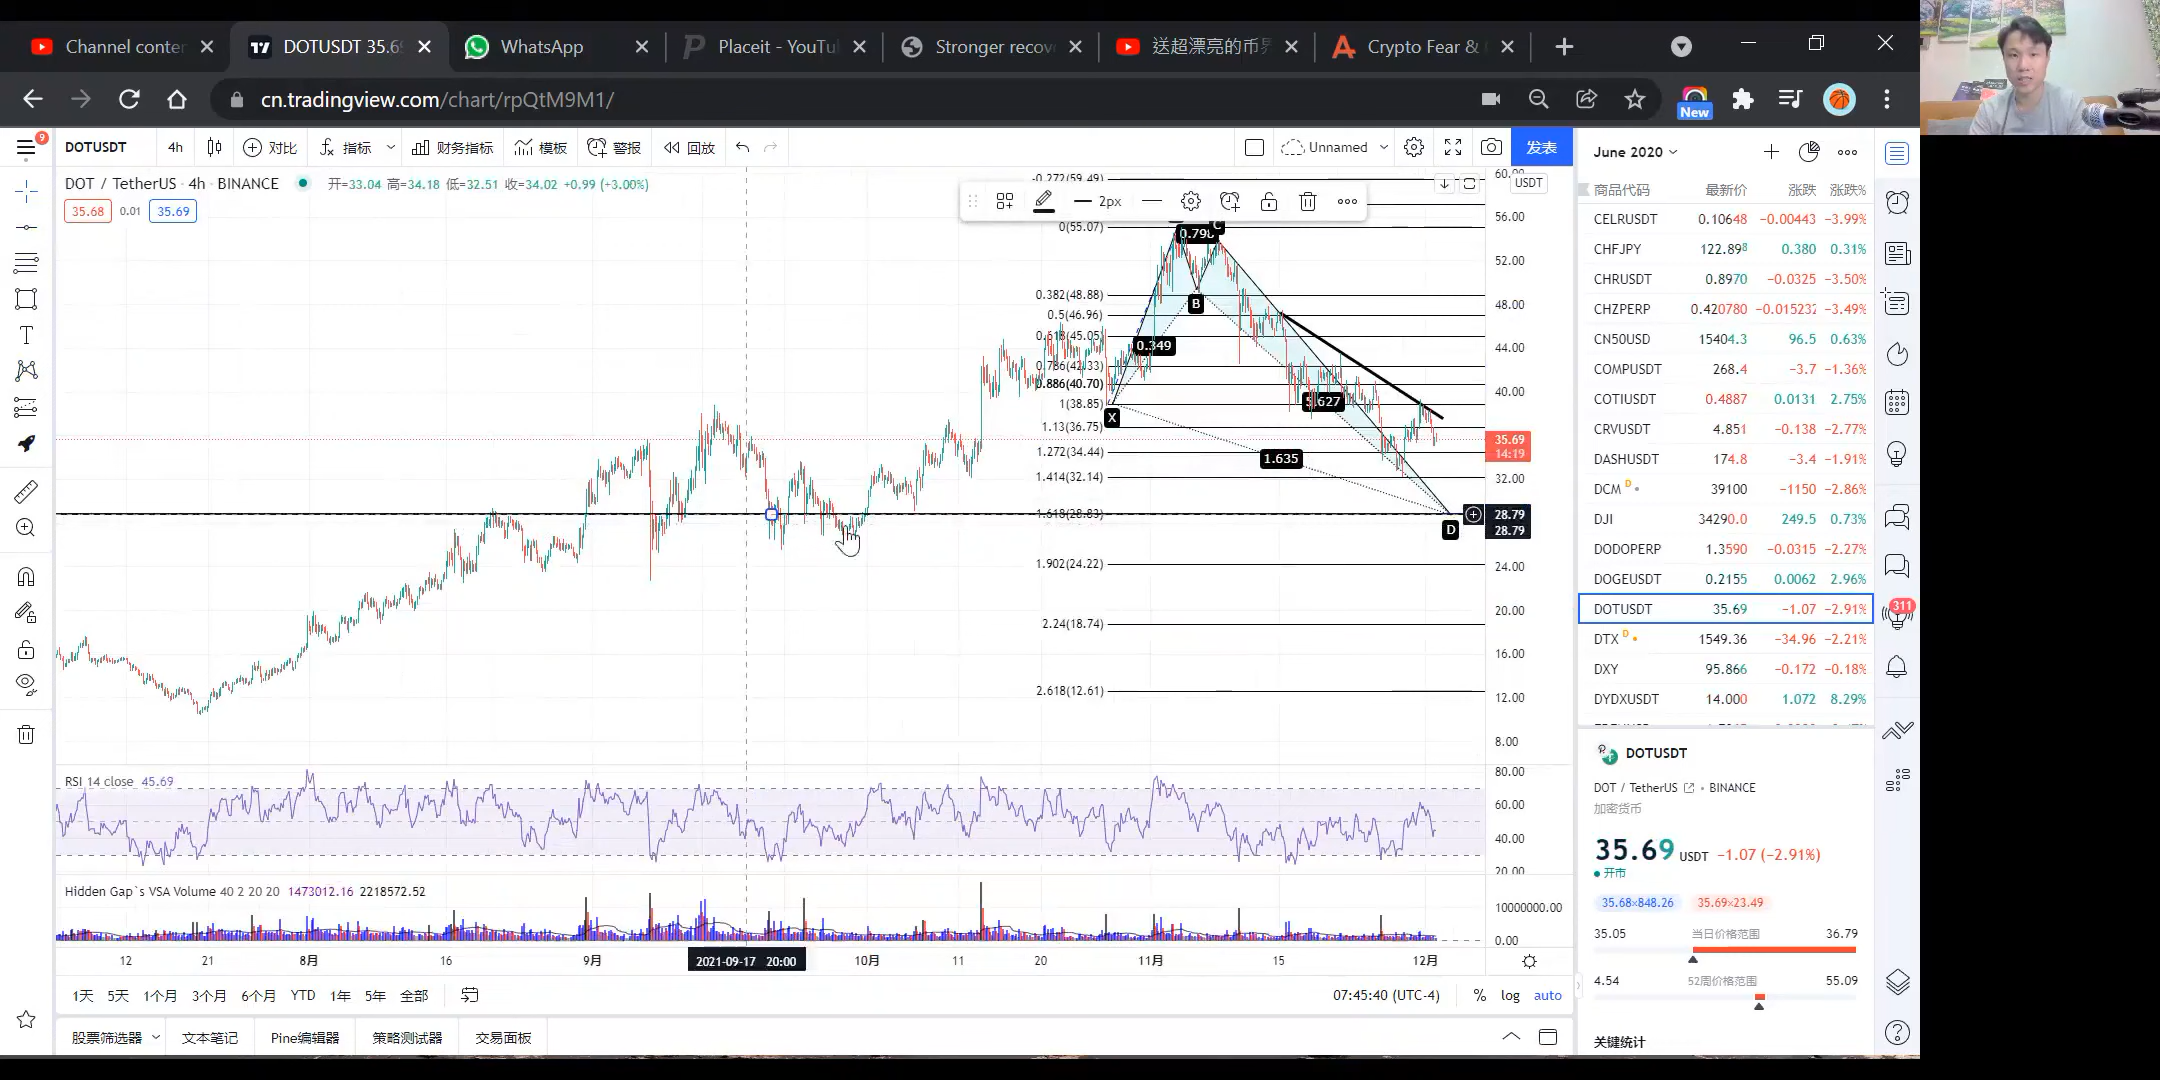 Channel conter
DOTUSDT 35.69
WhatsApp
Placeit - YouTu
Stronger recov
送超漂亮的币界
Crypto Fear &
cn.tradingview.com/chart/rpQtM9M1/
New
9
DOTUSDT
4h
对比
指标
财务指标
模板
警报
回放
Unnamed
发表
DOT / TetherUS · 4h · BINANCE
开=33.04 高=34.18 低=32.51 收=34.02 +0.99 (+3.00%)
35.68
0.01
35.69
2px
USDT
-0.272(59.49)
0(55.07)
0.382(48.88)
0.5(46.96)
0.618(45.05)
0.786(42.33)
0.886(40.70)
1(38.85)
1.13(36.75)
1.272(34.44)
1.414(32.14)
1.618(28.83)
1.902(24.22)
2.24(18.74)
2.618(12.61)
C
B
0.349
X
1.635
D
60.00
56.00
52.00
48.00
44.00
40.00
35.69
14:19
32.00
28.79
28.79
24.00
20.00
16.00
12.00
8.00
RSI 14 close 45.69
80.00
60.00
40.00
20.00
Hidden Gap`s VSA Volume 40 2 20 20 1473012.16 2218572.52
10000000.00
0.00
12
21
8月
16
9月
2021-09-17 20:00
10月
11
20
11月
15
12月
1天
5天
1个月
3个月
6个月
YTD
1年
5年
全部
07:45:40 (UTC-4)
%
log
auto
股票筛选器
文本笔记
Pine编辑器
策略测试器
交易面板
June 2020
商品代码 最新价 涨跌 涨跌%
CELRUSDT 0.10648 −0.00443 −3.99%
CHFJPY 122.898 0.380 0.31%
CHRUSDT 0.8970 −0.0325 −3.50%
CHZPERP 0.420780 −0.015232 −3.49%
CN50USD 15404.3 96.5 0.63%
COMPUSDT 268.4 −3.7 −1.36%
COTIUSDT 0.4887 0.0131 2.75%
CRVUSDT 4.851 −0.138 −2.77%
DASHUSDT 174.8 −3.4 −1.91%
DCM D 39100 −1150 −2.86%
DJI 34290.0 249.5 0.73%
DODOPERP 1.3590 −0.0315 −2.27%
DOGEUSDT 0.2155 0.0062 2.96%
DOTUSDT 35.69 −1.07 −2.91%
DTX D 1549.36 −34.96 −2.21%
DXY 95.866 −0.172 −0.18%
DYDXUSDT 14.000 1.072 8.29%
311
DOTUSDT
DOT / TetherUS • BINANCE
加密货币
35.69 USDT −1.07 (−2.91%)
开市
35.68×848.26
35.69×23.49
35.05 当日价格范围 36.79
4.54 52周价格范围 55.09
关键统计